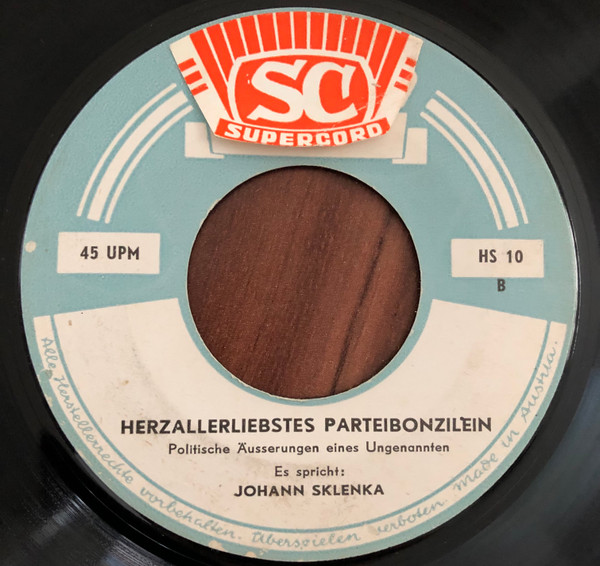 SC
SUPERCORD
45 UPM
HS 10
B
HERZALLERLIEBSTES PARTEIBONZILEIN
Politische Äusserungen eines Ungenannten
Es spricht:
JOHANN SKLENKA
Alle Herstellerrechte vorbehalten. Überspielen verboten. Made in Austria.